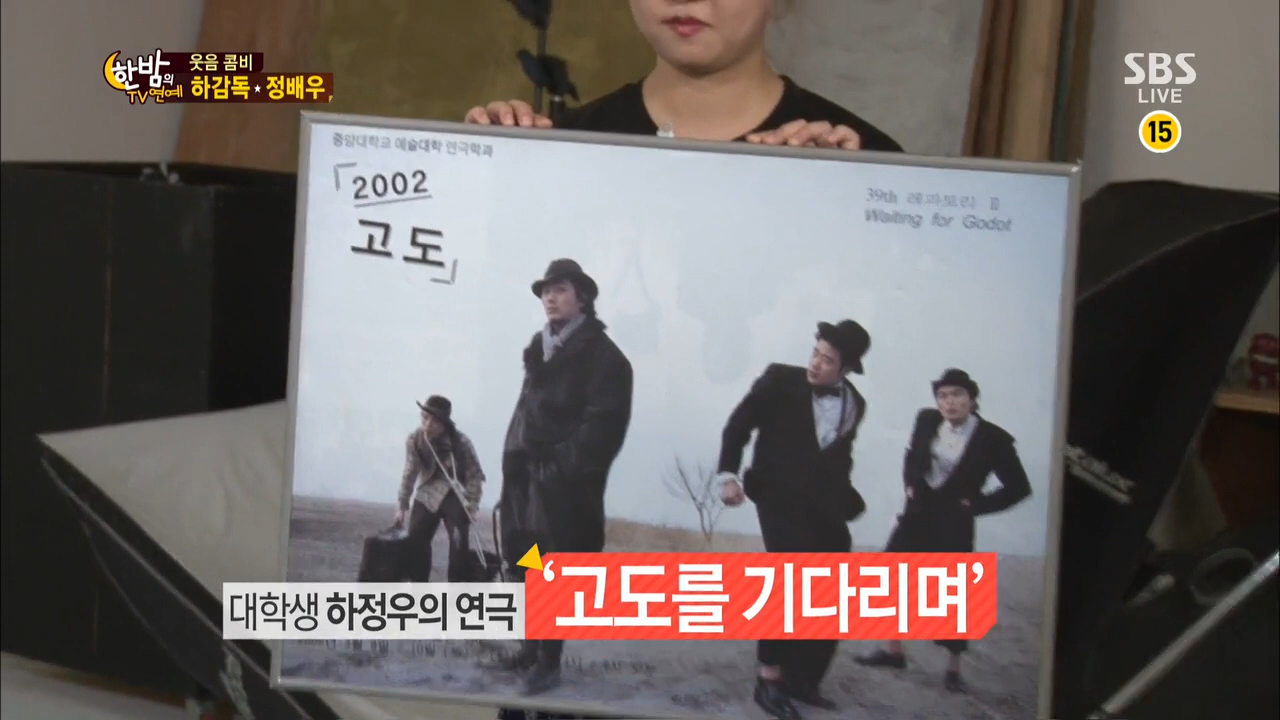 한밤의
TV연예
웃음 콤비
하감독★정배우
SBS
LIVE
15
중앙대학교 예술대학 연극학과
「2002
고도」
39th 레파토리 Ⅱ
Waiting for Godot
대학생 하정우의 연극
‘고도를 기다리며’